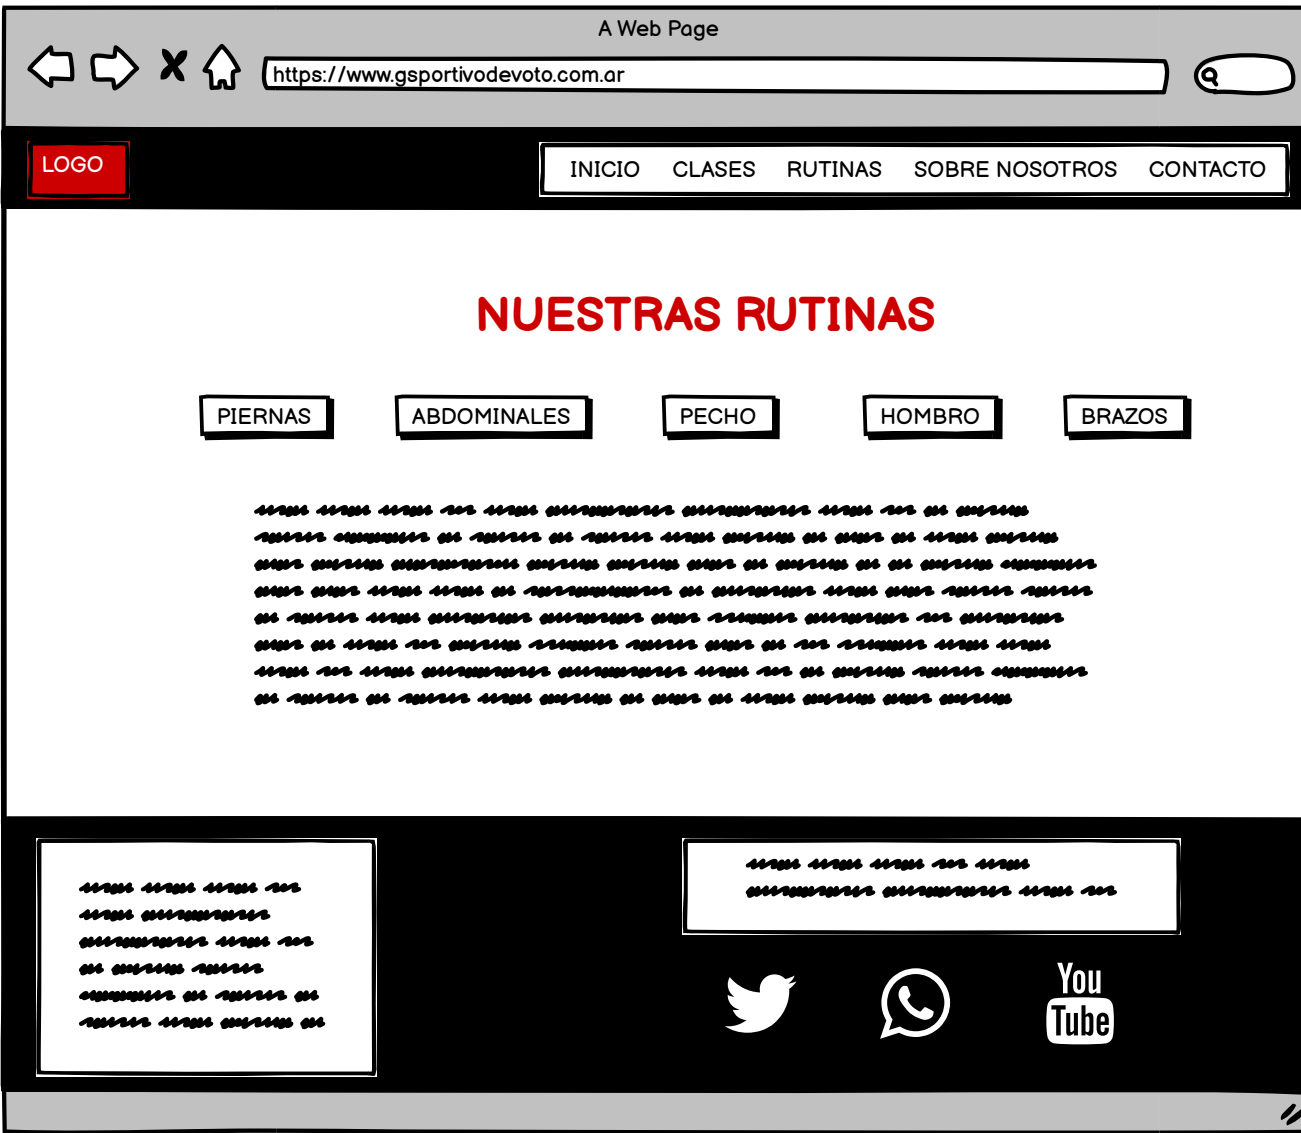 A Web Page
https://www.gsportivodevoto.com.ar
LOGO
INICIO CLASES RUTINAS SOBRE NOSOTROS CONTACTO
NUESTRAS RUTINAS
PIERNAS ABDOMINALES PECHO HOMBRO BRAZOS
You
Tube